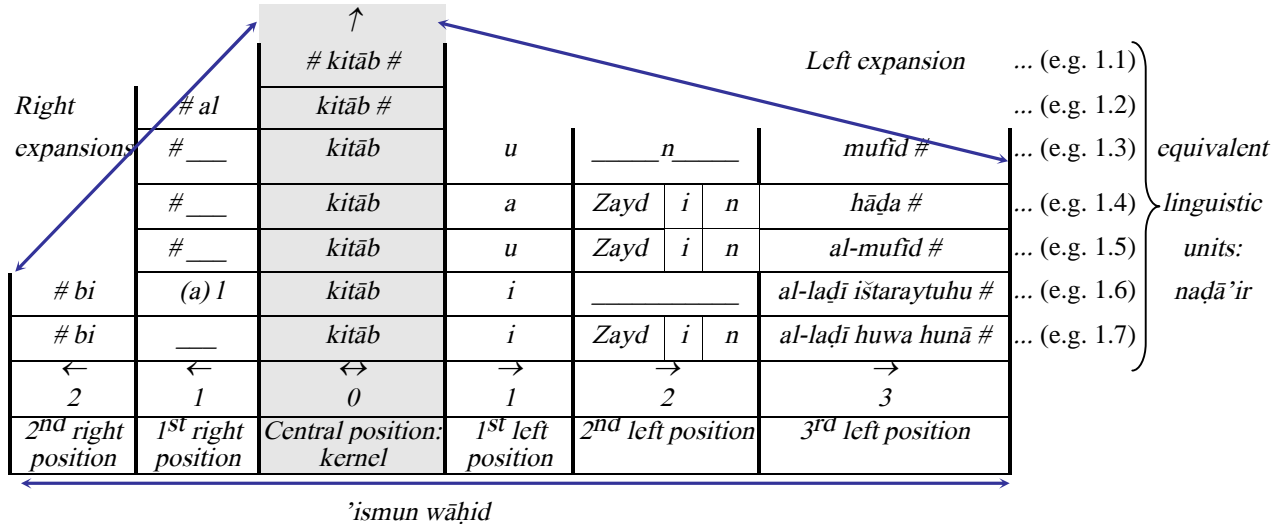 ↑
# kitāb # Left expansion ... (e.g. 1.1)
Right # al kitāb # ... (e.g. 1.2)
expansions # ___ kitāb u _____n_____ mufīd # ... (e.g. 1.3) equivalent
# ___ kitāb a Zayd i n hāḏa # ... (e.g. 1.4) linguistic
# ___ kitāb u Zayd i n al-mufīd # ... (e.g. 1.5) units:
# bi (a) l kitāb i ____________ al-laḏī ištaraytuhu # ... (e.g. 1.6) naḍā’ir
# bi ___ kitāb i Zayd i n al-laḍī huwa hunā # ... (e.g. 1.7)
← ← ↔ → → →
2 1 0 1 2 3
2nd right 1st right Central position: 1st left 2nd left position 3rd left position
position position kernel position
’ismun wāḥid